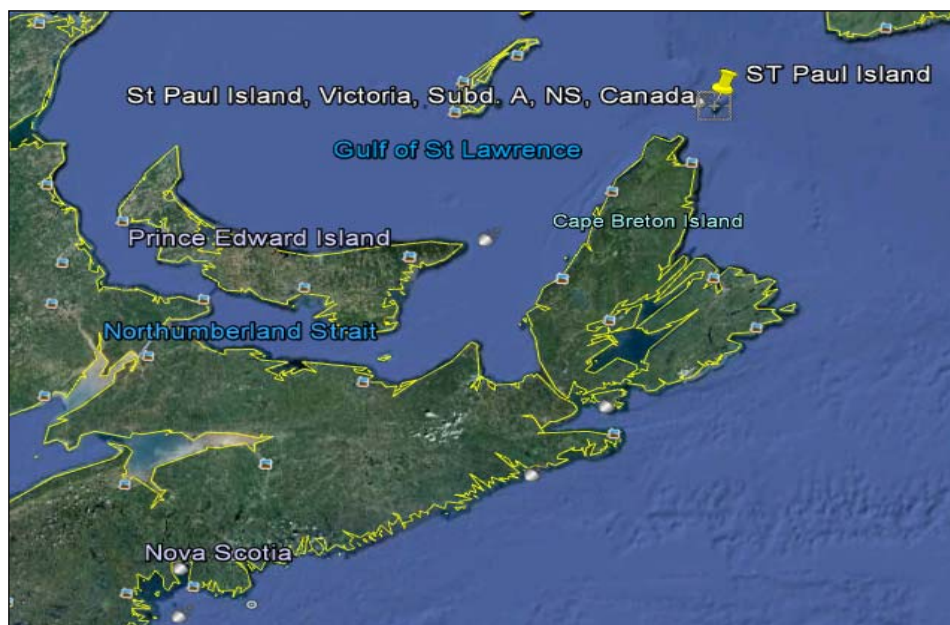 ST Paul Island
St Paul Island, Victoria, Subd. A, NS, Canada
Gulf of St Lawrence
Cape Breton Island
Prince Edward Island
Northumberland Strait
Nova Scotia